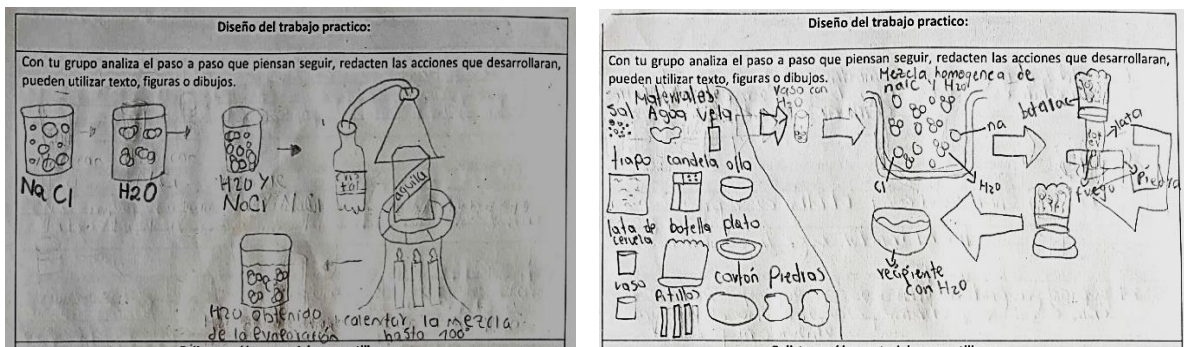 Diseño del trabajo practico:
Con tu grupo analiza el paso a paso que piensan seguir, redacten las acciones que desarrollaran,
pueden utilizar texto, figuras o dibujos.
Na Cl
H2O
H2O Y
NaCl
aguila
H2O obtenido
de la evaporación
calentar la mezcla
hasta 100°
Diseño del trabajo practico:
Con tu grupo analiza el paso a paso que piensan seguir, redacten las acciones que desarrollaran,
pueden utilizar texto, figuras o dibujos.
Materiales
Sal Agua vela
trapo candela olla
lata de botella plato
cerveza
vaso
Atillos
cartón Piedras
Vaso con
H2O
Mezcla homogenea de
naCl Y H2O
na
Cl
H2O
botella
lata
fuego
Piedra
recipiente
con H2O